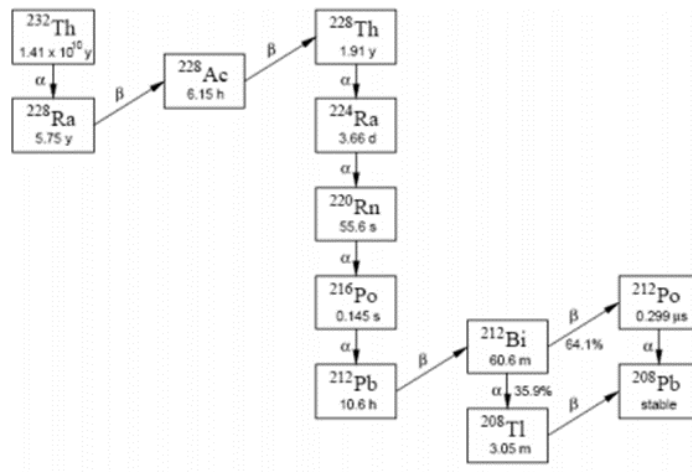 ²³²Th
1.41 x 10¹⁰ y
α
²²⁸Ra
5.75 y
β
²²⁸Ac
6.15 h
β
²²⁸Th
1.91 y
α
²²⁴Ra
3.66 d
α
²²⁰Rn
55.6 s
α
²¹⁶Po
0.145 s
α
²¹²Pb
10.6 h
β
²¹²Bi
60.6 m
β
64.1%
²¹²Po
0.299 μs
α
α 35.9%
²⁰⁸Tl
3.05 m
β
²⁰⁸Pb
stable